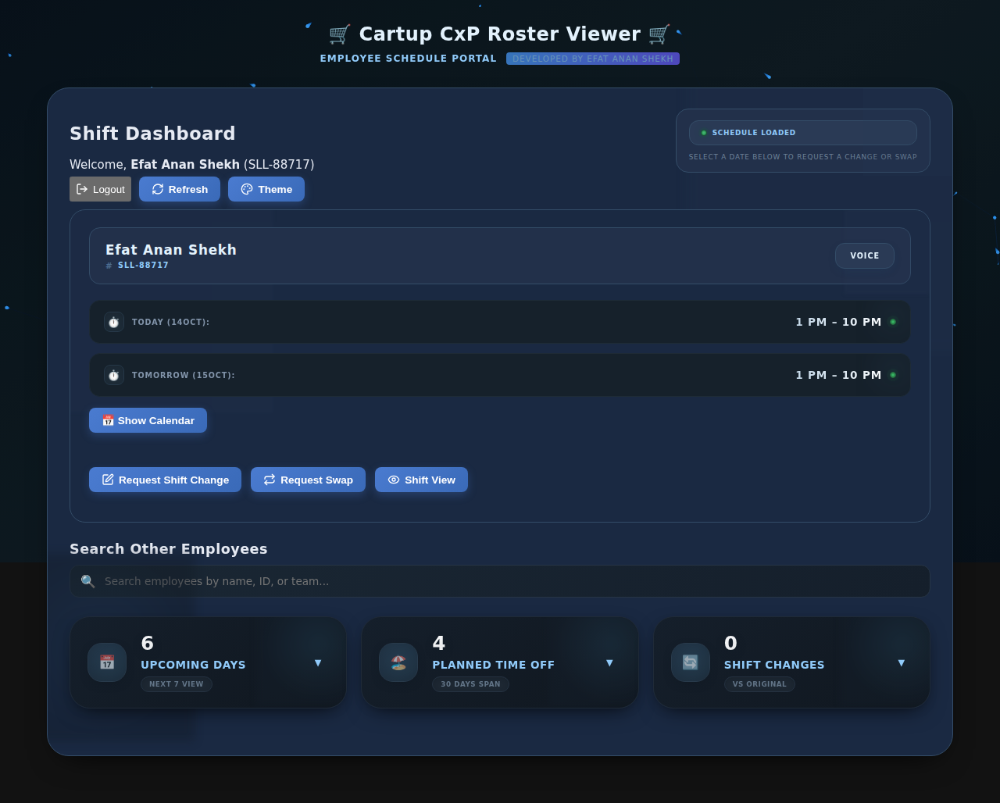 🛒 Cartup CxP Roster Viewer 🛒
EMPLOYEE SCHEDULE PORTAL DEVELOPED BY EFAT ANAN SHEKH
Shift Dashboard
SCHEDULE LOADED
SELECT A DATE BELOW TO REQUEST A CHANGE OR SWAP
Welcome, Efat Anan Shekh (SLL-88717)
Logout Refresh Theme
Efat Anan Shekh
# SLL-88717
VOICE
TODAY (14OCT): 1 PM – 10 PM
TOMORROW (15OCT): 1 PM – 10 PM
📅 Show Calendar
Request Shift Change Request Swap Shift View
Search Other Employees
🔍 Search employees by name, ID, or team...
6
UPCOMING DAYS ▼
NEXT 7 VIEW
4
PLANNED TIME OFF ▼
30 DAYS SPAN
0
SHIFT CHANGES ▼
VS ORIGINAL